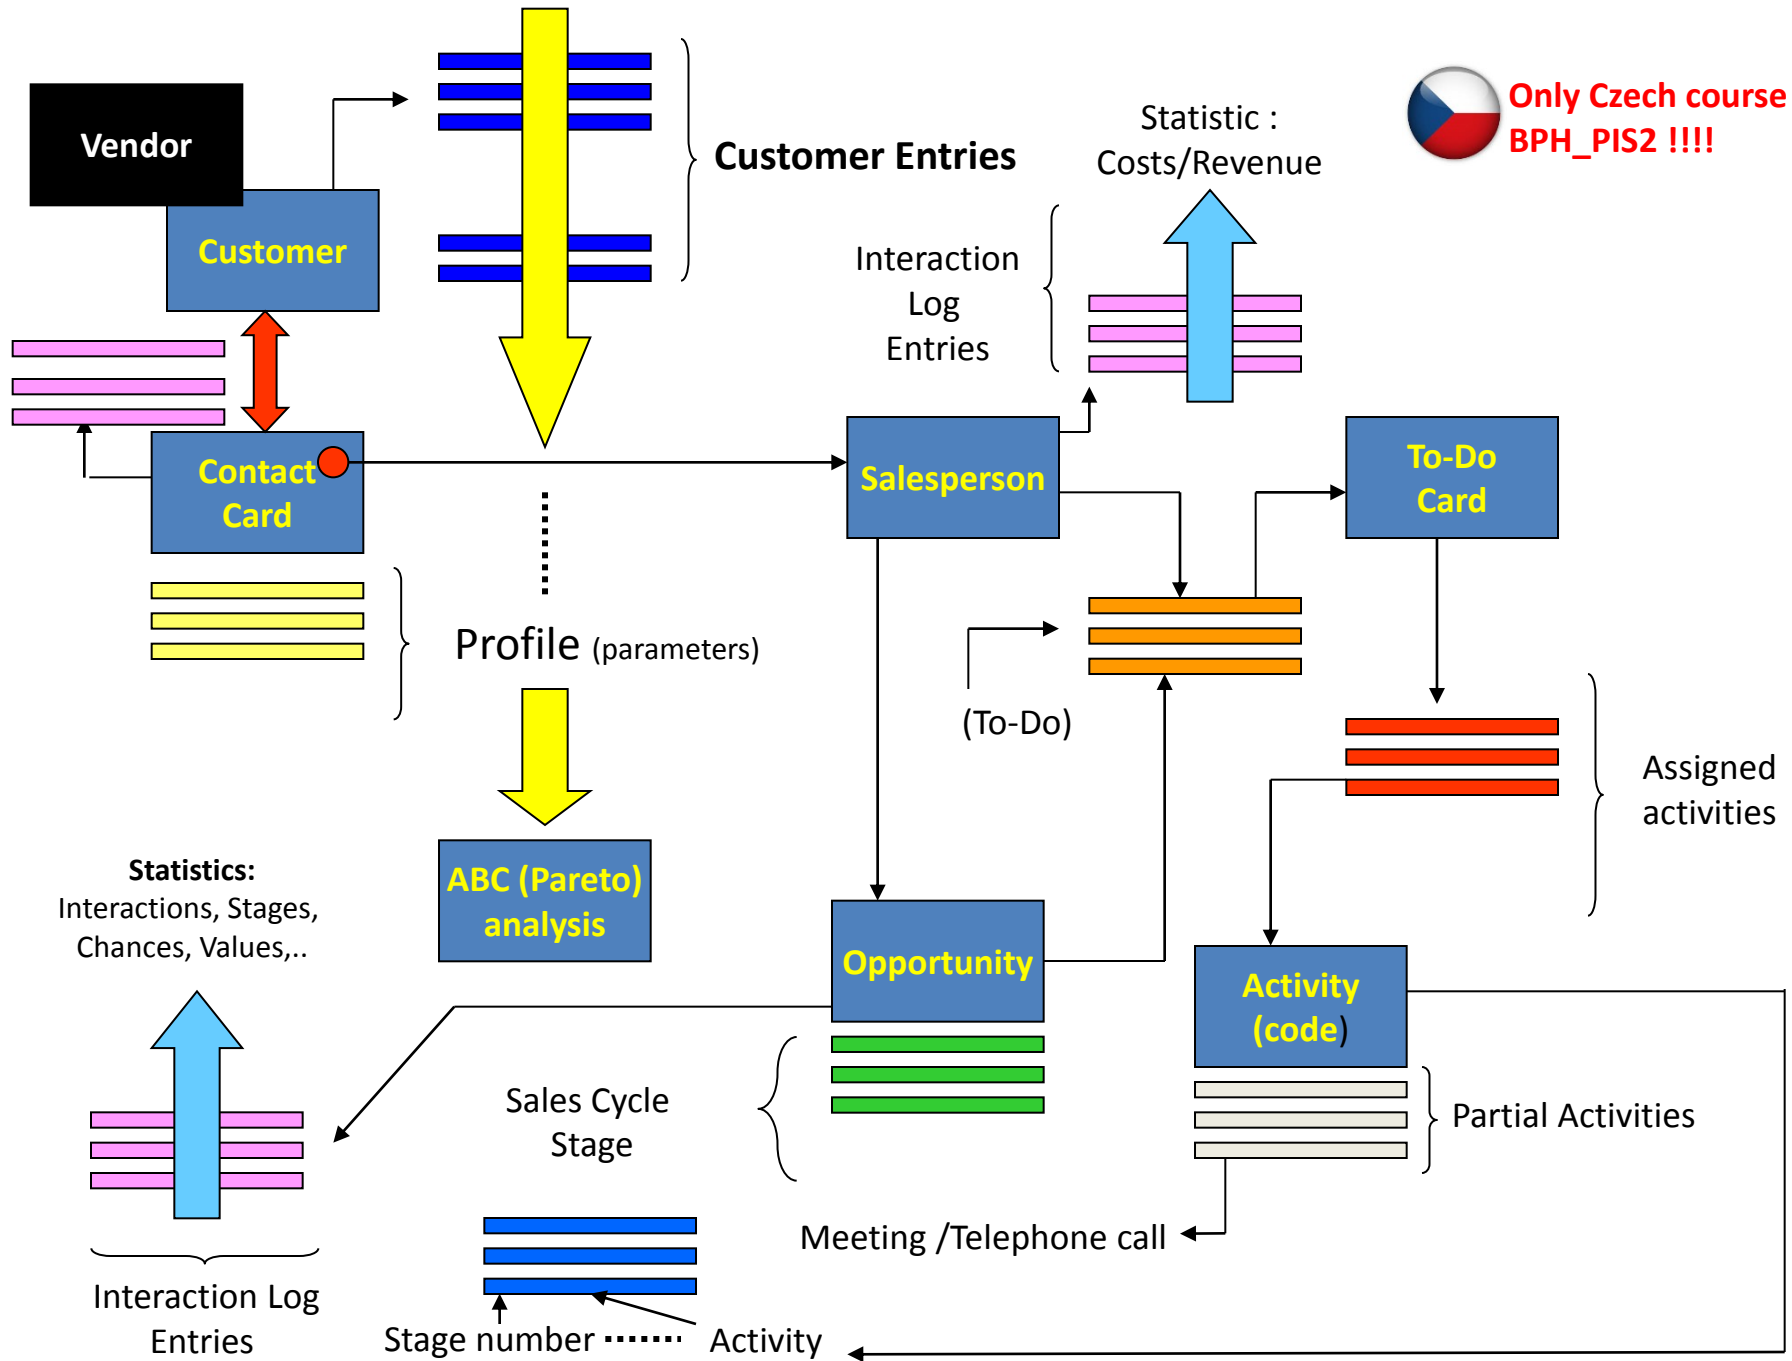 Vendor
Customer
Customer Entries
Statistic :
Costs/Revenue
Only Czech course
BPH_PIS2 !!!!
Interaction
Log
Entries
Contact
Card
Salesperson
To-Do
Card
Profile (parameters)
(To-Do)
Assigned
activities
Statistics:
Interactions, Stages,
Chances, Values,..
ABC (Pareto)
analysis
Opportunity
Activity
(code)
Sales Cycle
Stage
Partial Activities
Meeting /Telephone call
Interaction Log
Entries
Stage number
Activity